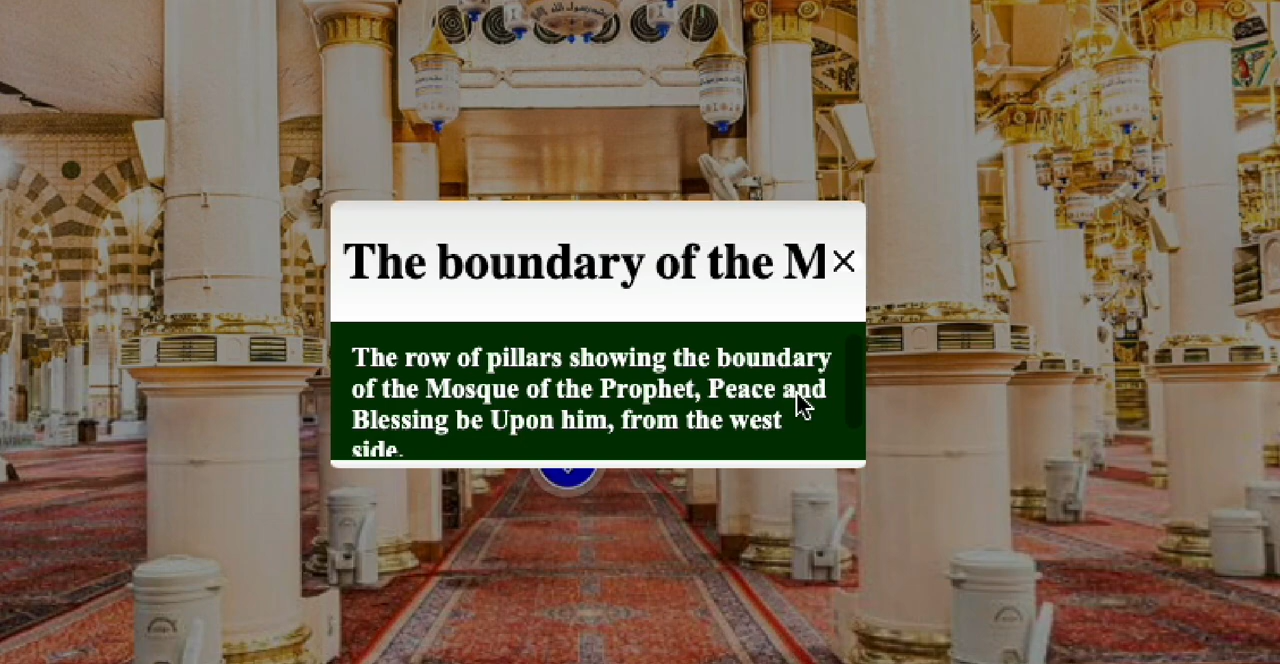 The boundary of the M
The row of pillars showing the boundary
of the Mosque of the Prophet, Peace and
Blessing be Upon him, from the west
side.